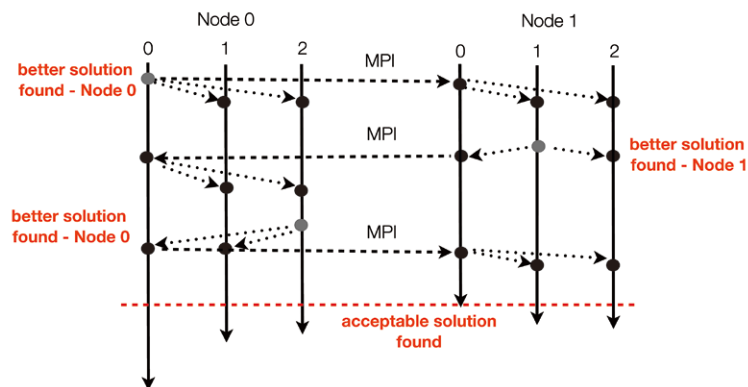 Node 0
Node 1
0 1 2
0 1 2
MPI
better solution
found - Node 0
MPI
better solution
found - Node 1
better solution
found - Node 0
MPI
acceptable solution
found